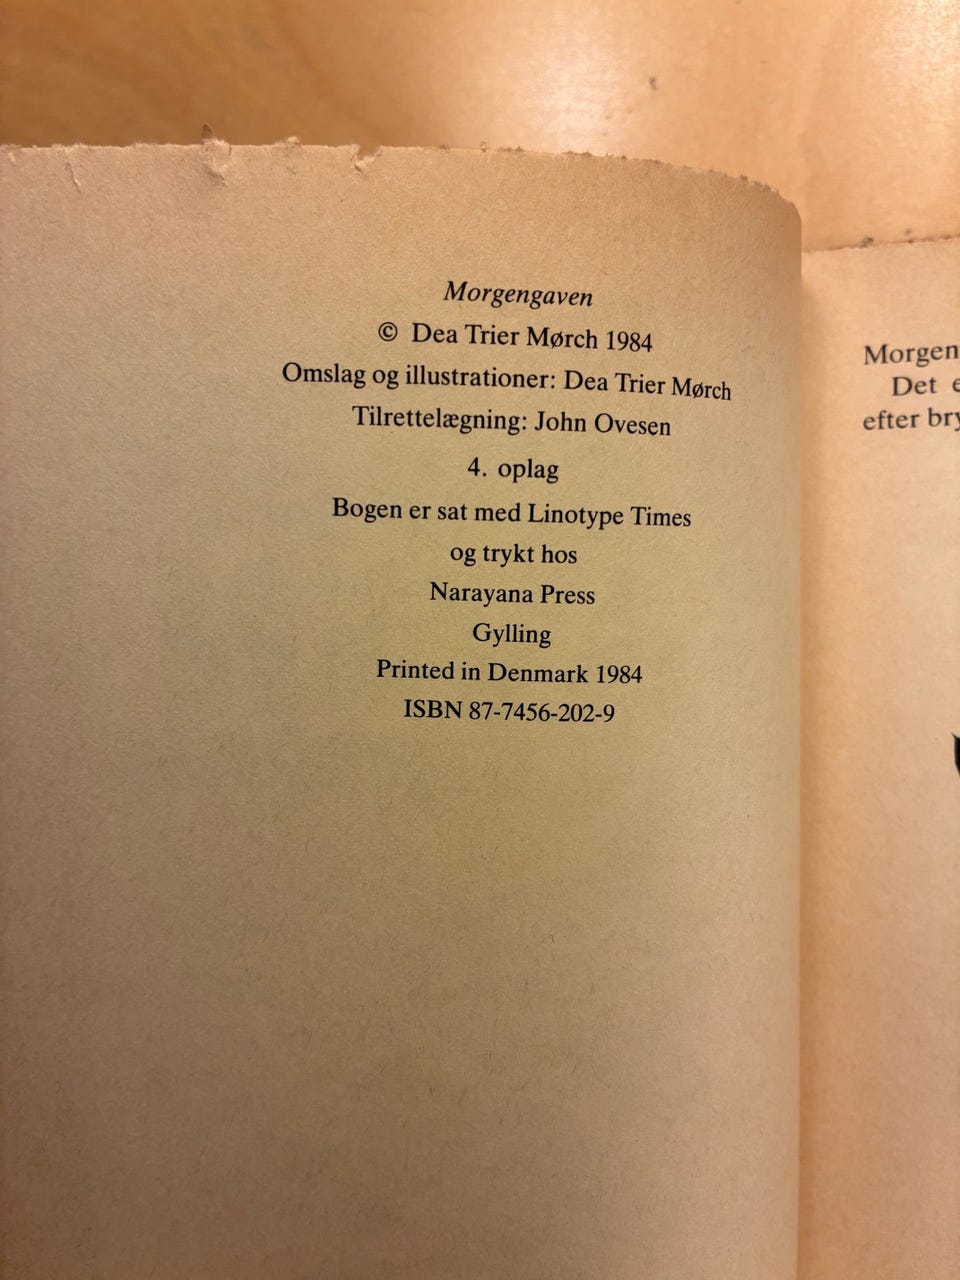 Morgengaven
© Dea Trier Mørch 1984
Omslag og illustrationer: Dea Trier Mørch
Tilrettelægning: John Ovesen
4. oplag
Bogen er sat med Linotype Times
og trykt hos
Narayana Press
Gylling
Printed in Denmark 1984
ISBN 87-7456-202-9
Morgen
Det
efter